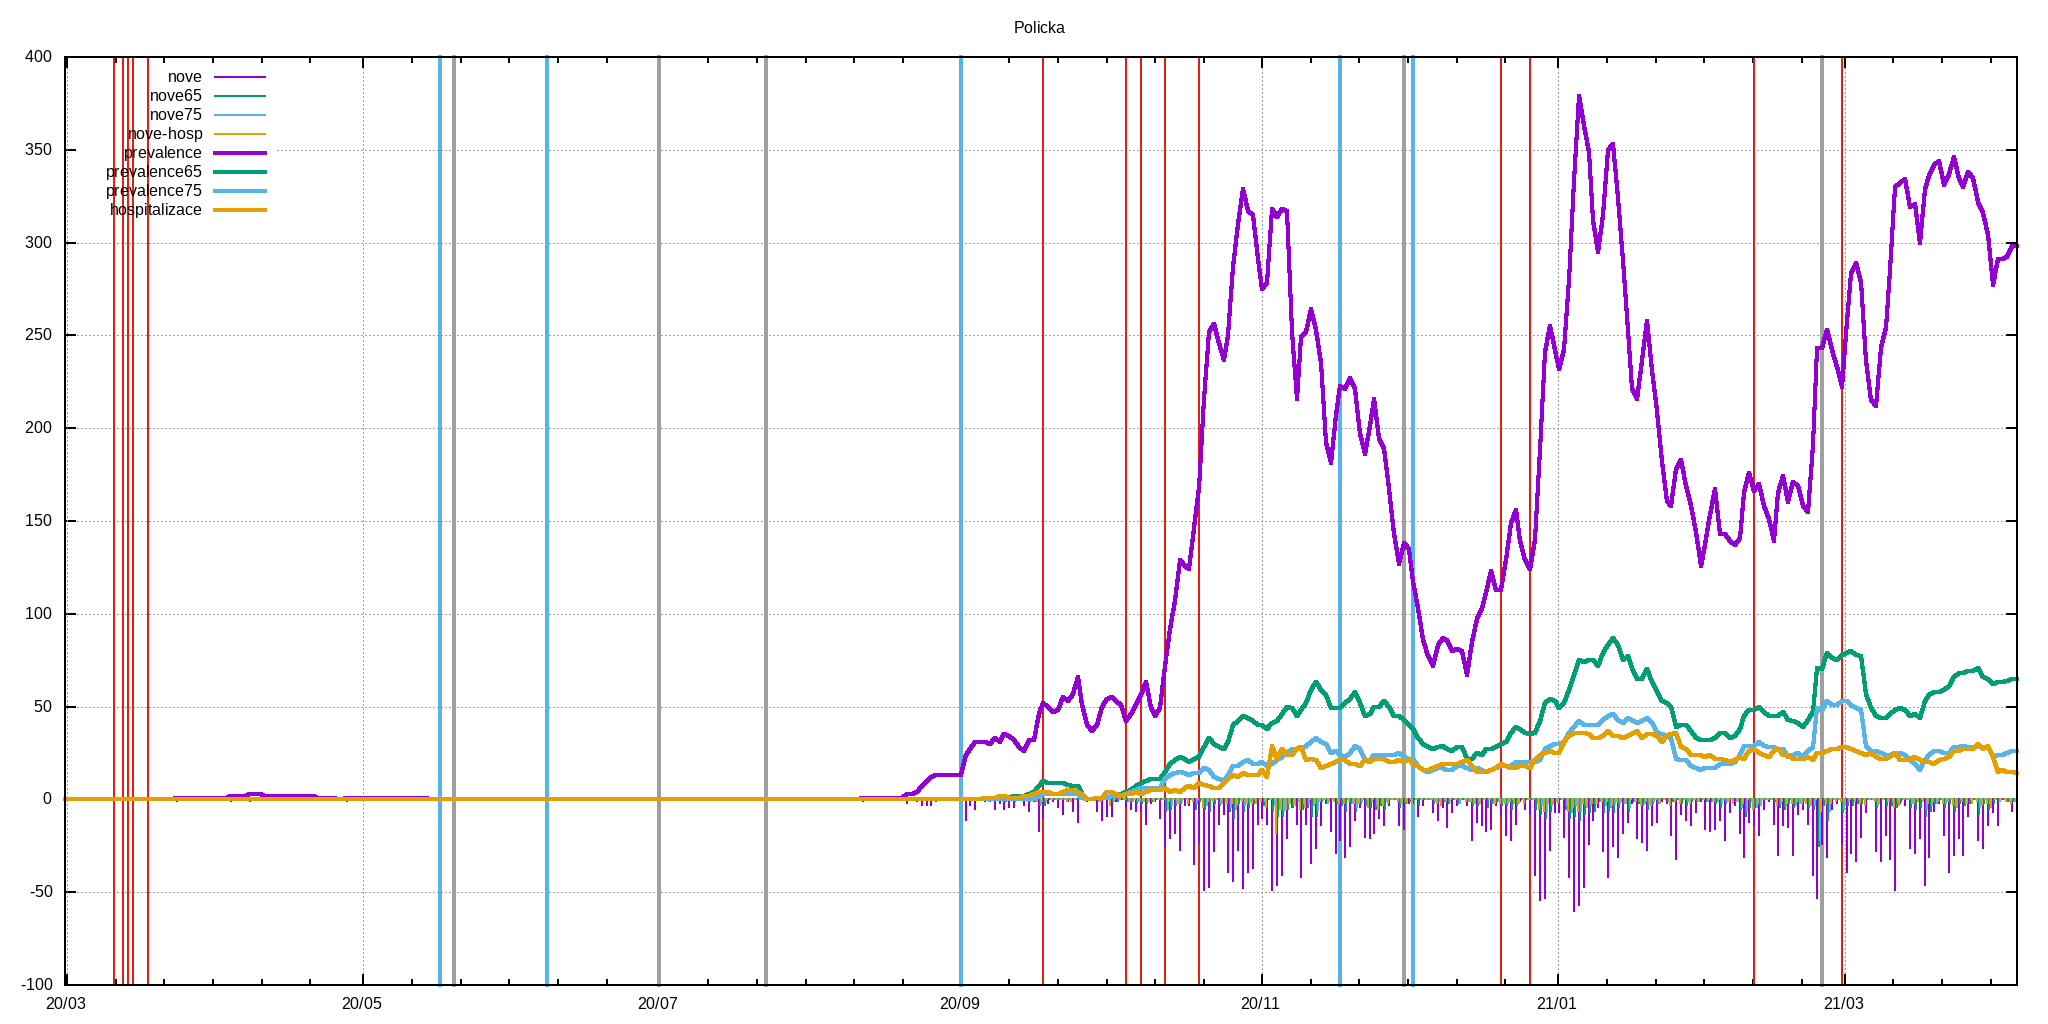 Policka
400
350
300
250
200
150
100
50
0
-50
-100
nove
nove65
nove75
nove-hosp
prevalence
prevalence65
prevalence75
hospitalizace
20/03
20/05
20/07
20/09
20/11
21/01
21/03